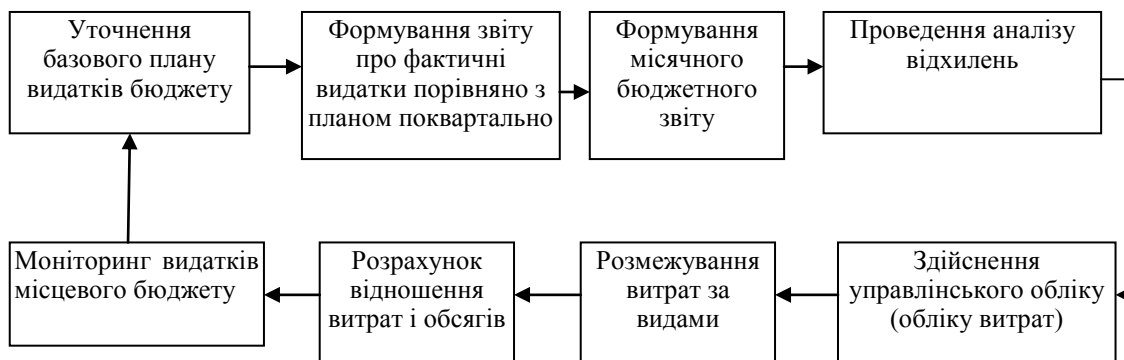 Уточнення
базового плану
видатків бюджету
Формування звіту
про фактичні
видатки порівняно з
планом поквартально
Формування
місячного
бюджетного
звіту
Проведення аналізу
відхилень
Моніторинг видатків
місцевого бюджету
Розрахунок
відношення
витрат і обсягів
Розмежування
витрат за
видами
Здійснення
управлінського обліку
(обліку витрат)